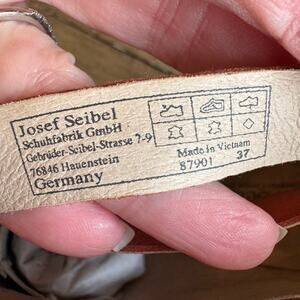 Josef Seibel
Schuhfabrik GmbH
Gebrüder-Seibel-Strasse 7-9
76846 Hauenstein
Germany
Made in Vietnam
87901 37